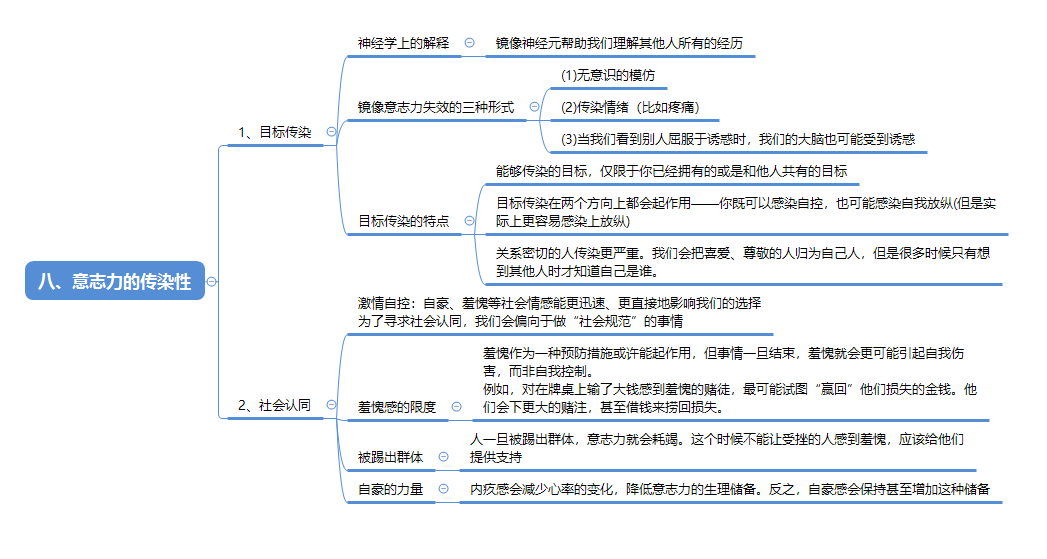 八、意志力的传染性
1、目标传染
神经学上的解释
镜像神经元帮助我们理解其他人所有的经历
镜像意志力失效的三种形式
(1)无意识的模仿
(2)传染情绪（比如疼痛）
(3)当我们看到别人屈服于诱惑时，我们的大脑也可能受到诱惑
目标传染的特点
能够传染的目标，仅限于你已经拥有的或是和他人共有的目标
目标传染在两个方向上都会起作用——你既可以感染自控，也可能感染自我放纵(但是实
际上更容易感染上放纵)
关系密切的人传染更严重。我们会把喜爱、尊敬的人归为自己人，但是很多时候只有想
到其他人时才知道自己是谁。
2、社会认同
激情自控：自豪、羞愧等社会情感能更迅速、更直接地影响我们的选择
为了寻求社会认同，我们会偏向于做“社会规范”的事情
羞愧感的限度
羞愧作为一种预防措施或许能起作用，但事情一旦结束，羞愧就会更可能引起自我伤
害，而非自我控制。
例如，对在牌桌上输了大钱感到羞愧的赌徒，最可能试图“赢回”他们损失的金钱。他
们会下更大的赌注，甚至借钱来捞回损失。
被踢出群体
人一旦被踢出群体，意志力就会耗竭。这个时候不能让受挫的人感到羞愧，应该给他们
提供支持
自豪的力量
内疚感会减少心率的变化，降低意志力的生理储备。反之，自豪感会保持甚至增加这种储备